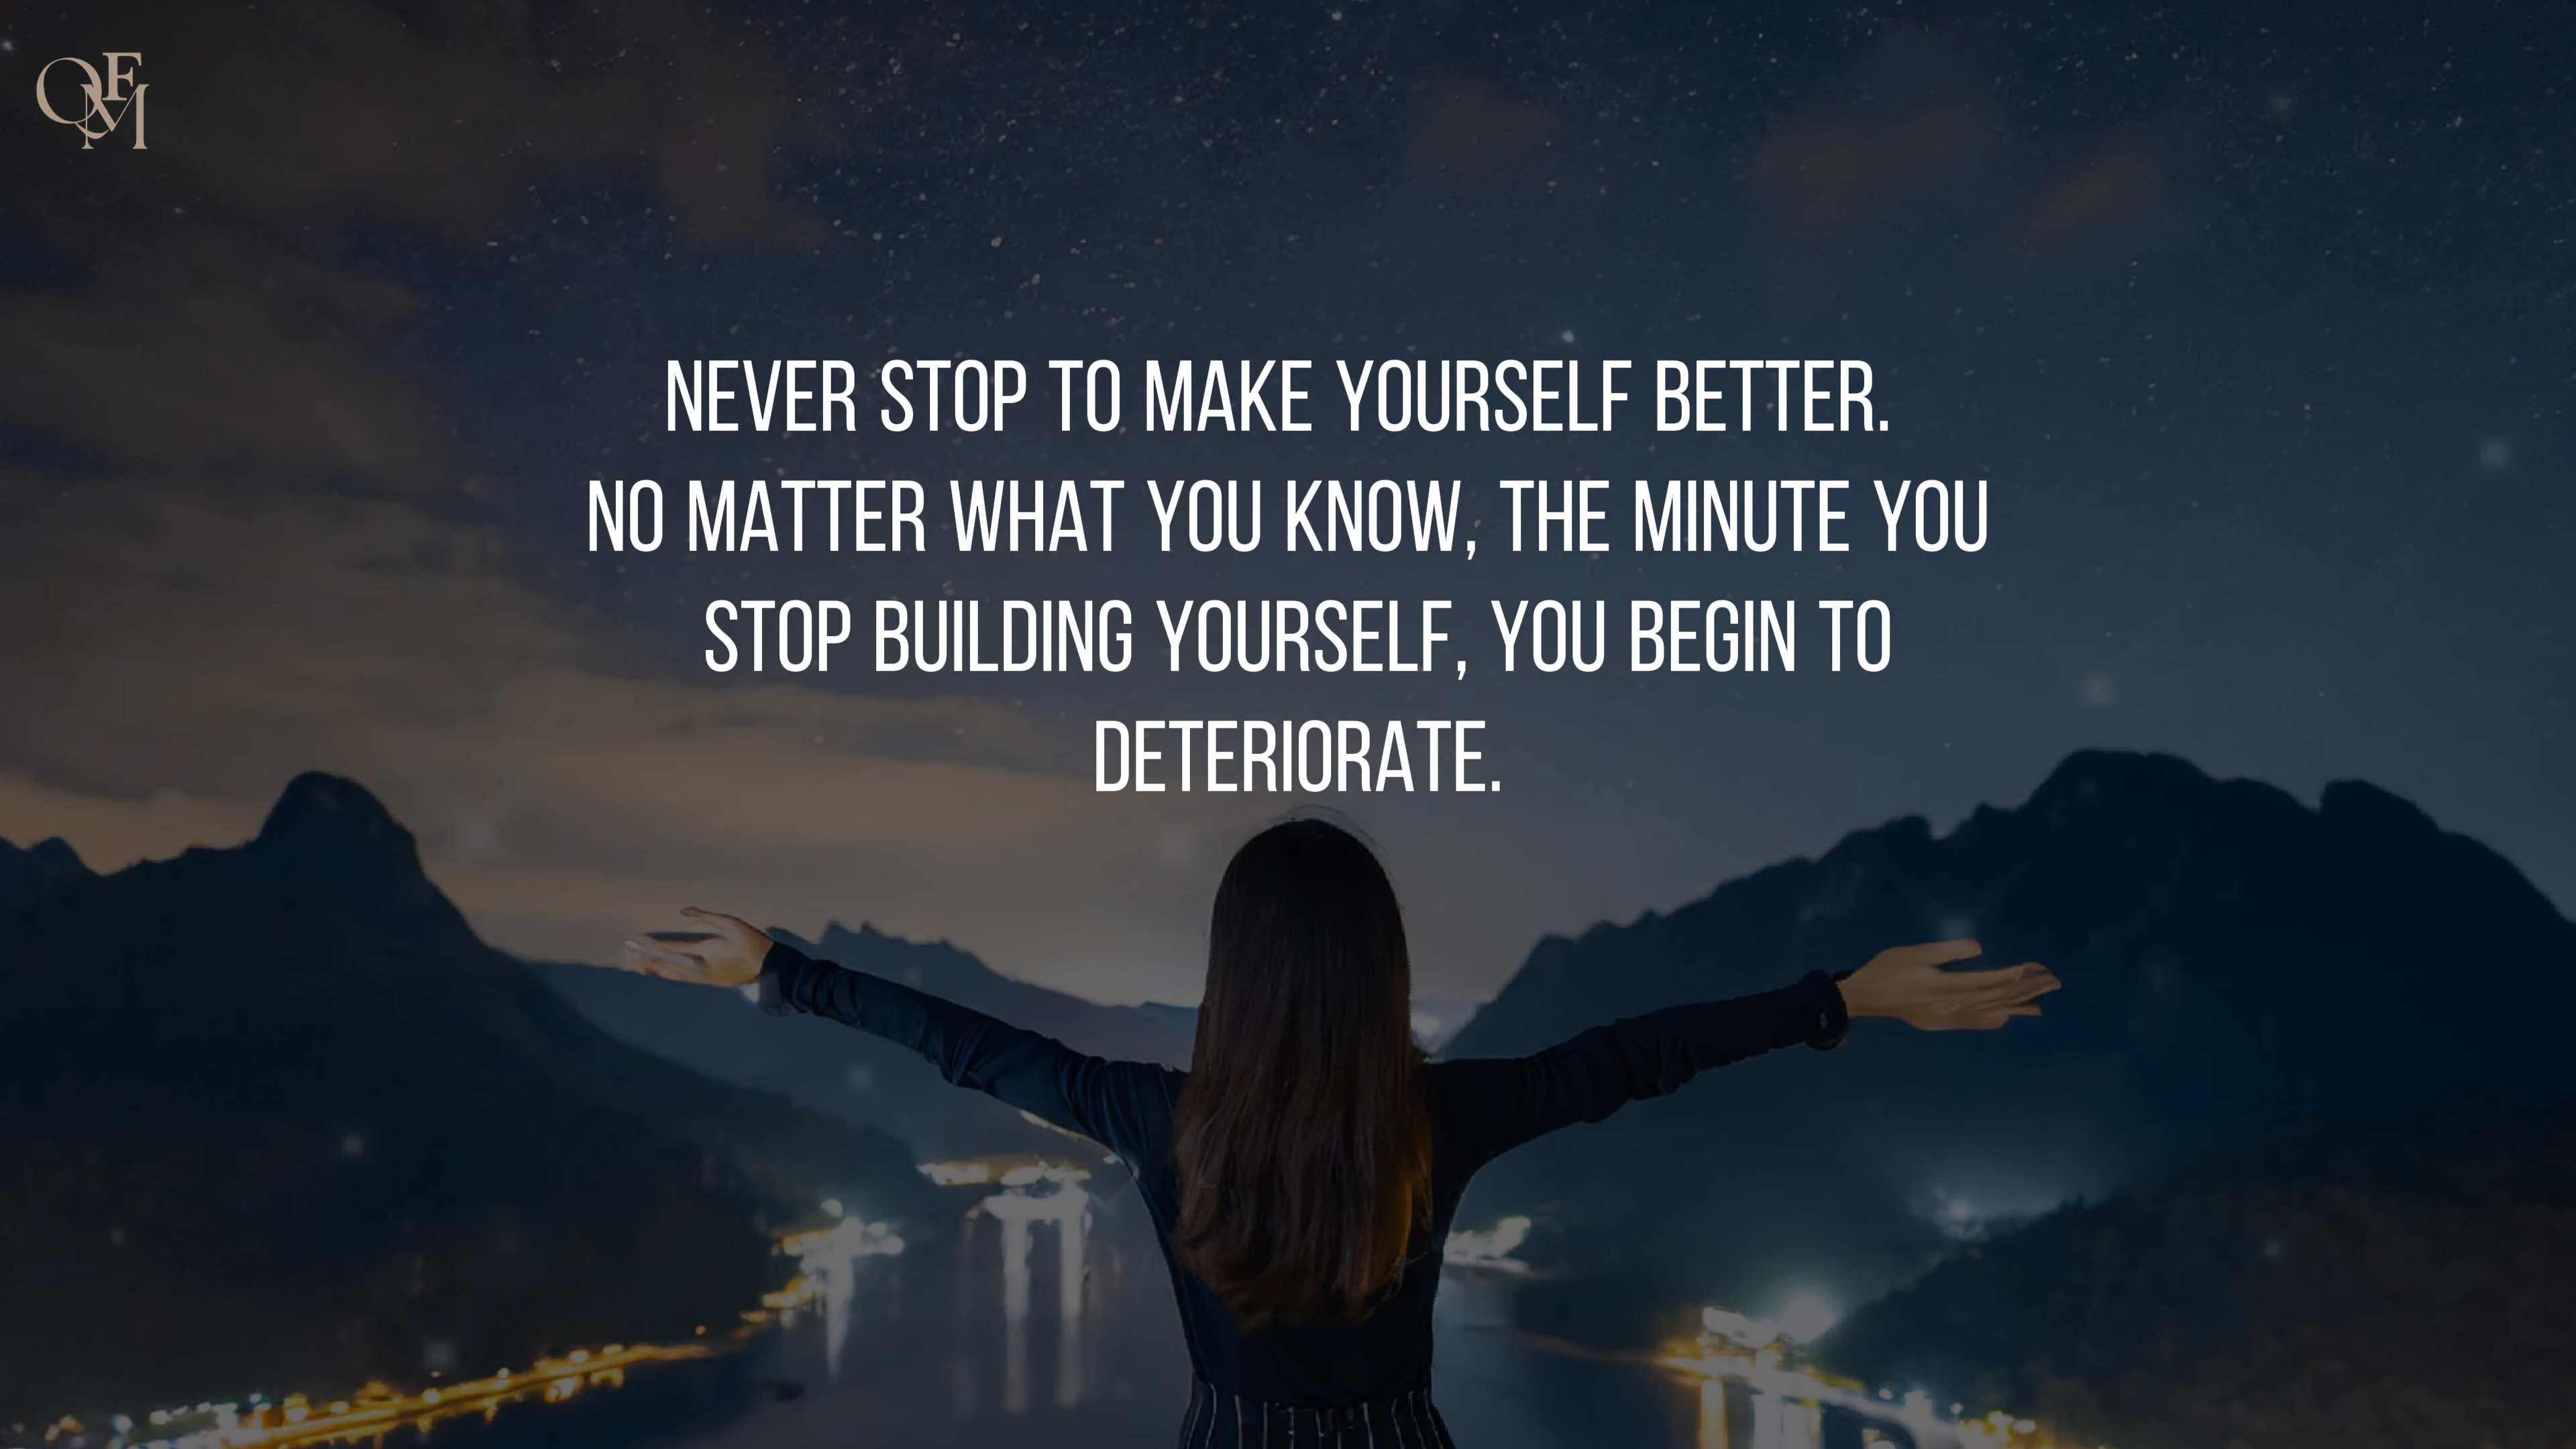 QFM
NEVER STOP TO MAKE YOURSELF BETTER.
NO MATTER WHAT YOU KNOW, THE MINUTE YOU
STOP BUILDING YOURSELF, YOU BEGIN TO
DETERIORATE.